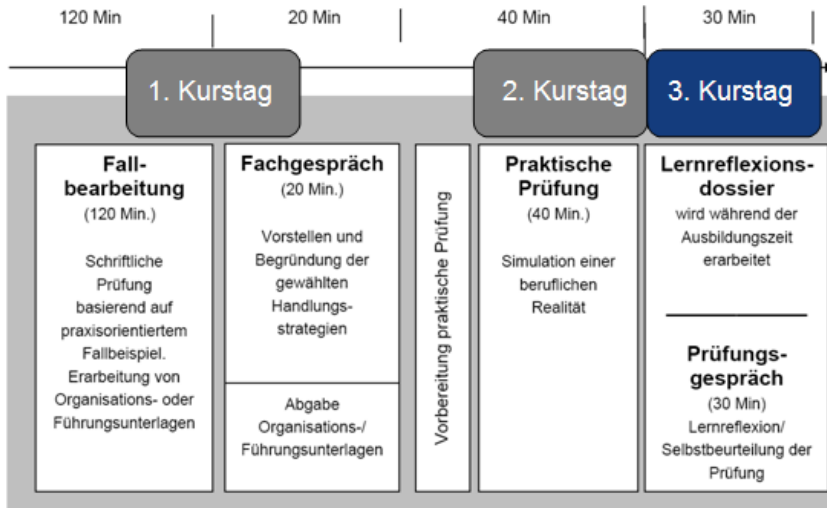 120 Min
20 Min
40 Min
30 Min
1. Kurstag
2. Kurstag
3. Kurstag
Fall-
bearbeitung
(120 Min.)
Schriftliche
Prüfung
basierend auf
praxisorientiertem
Fallbeispiel.
Erarbeitung von
Organisations- oder
Führungsunterlagen
Fachgespräch
(20 Min.)
Vorstellen und
Begründung der
gewählten
Handlungs-
strategien
Abgabe
Organisations-/
Führungsunterlagen
Vorbereitung praktische Prüfung
Praktische
Prüfung
(40 Min.)
Simulation einer
beruflichen
Realität
Lernreflexions-
dossier
wird während der
Ausbildungszeit
erarbeitet
Prüfungs-
gespräch
(30 Min)
Lernreflexion/
Selbstbeurteilung der
Prüfung